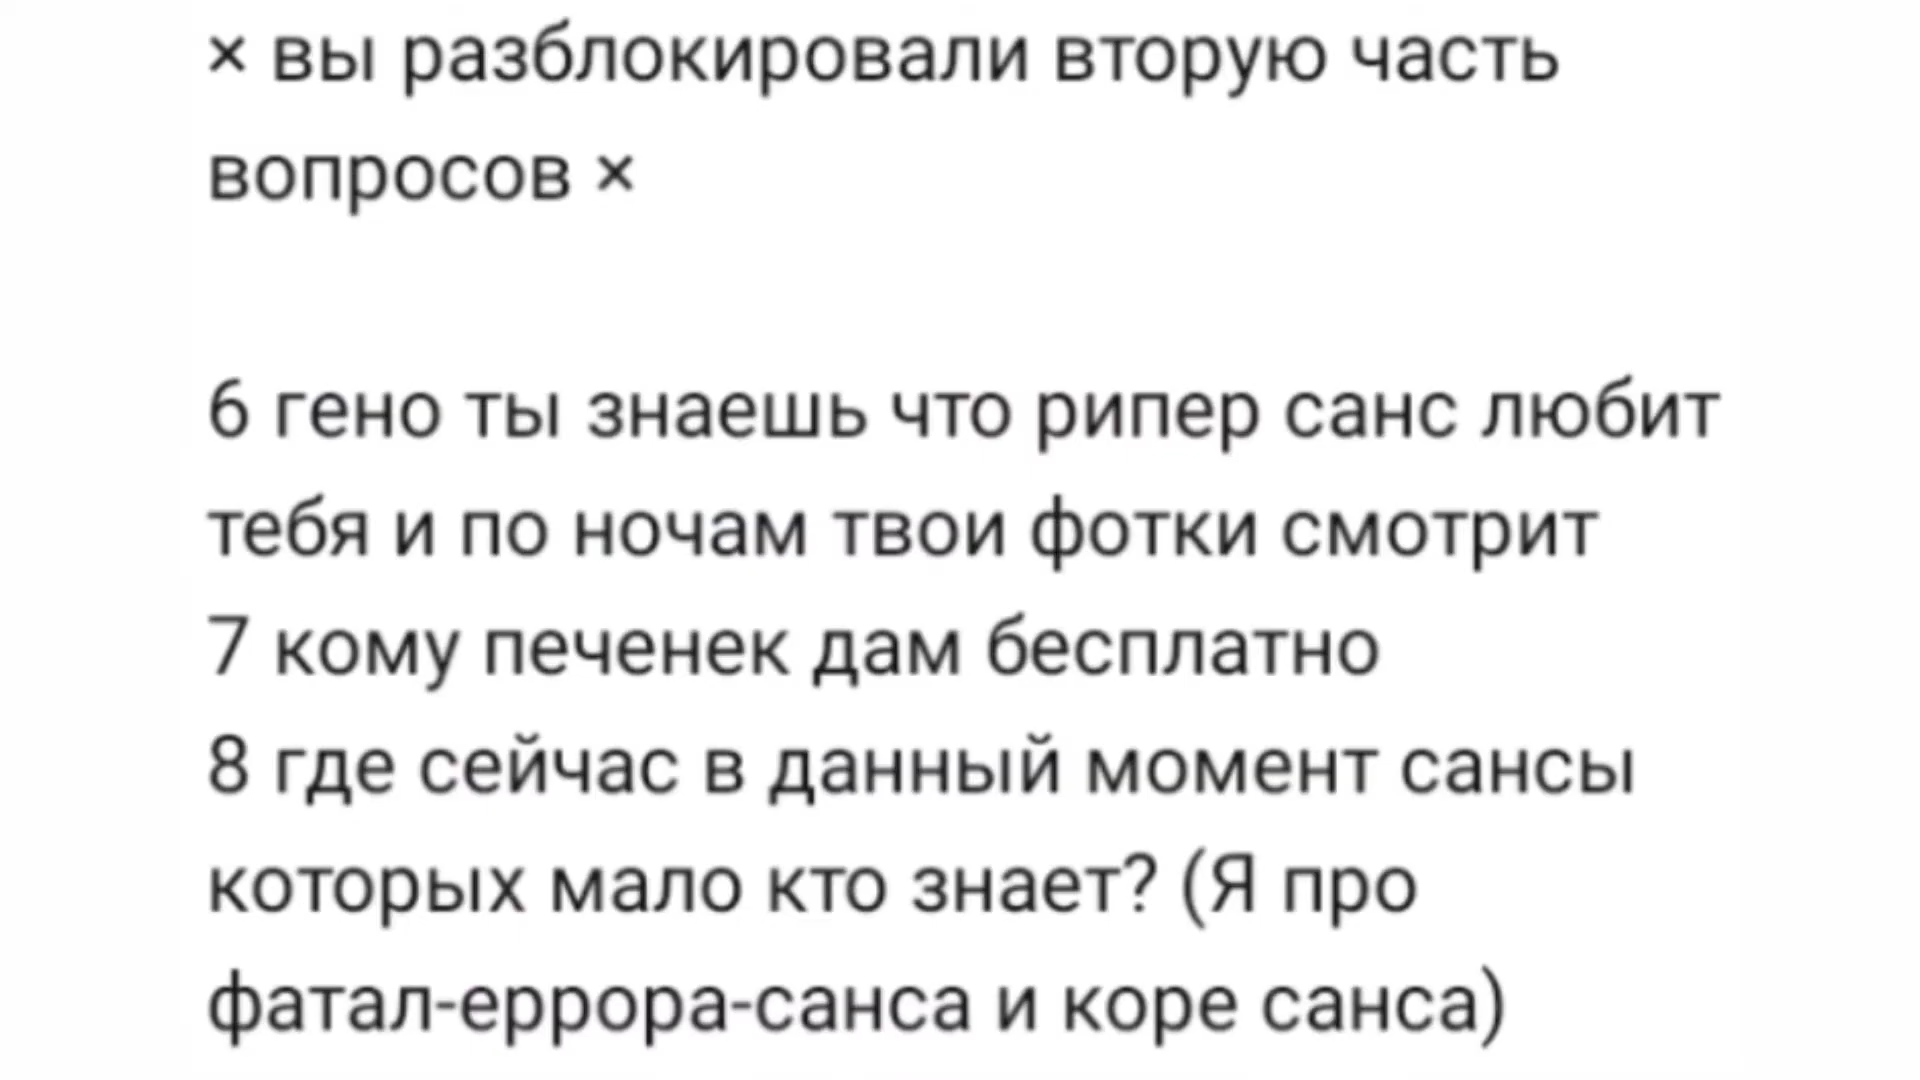 × вы разблокировали вторую часть
вопросов ×
6 гено ты знаешь что рипер санс любит
тебя и по ночам твои фотки смотрит
7 кому печенек дам бесплатно
8 где сейчас в данный момент сансы
которых мало кто знает? (Я про
фатал-еррора-санса и коре санса)